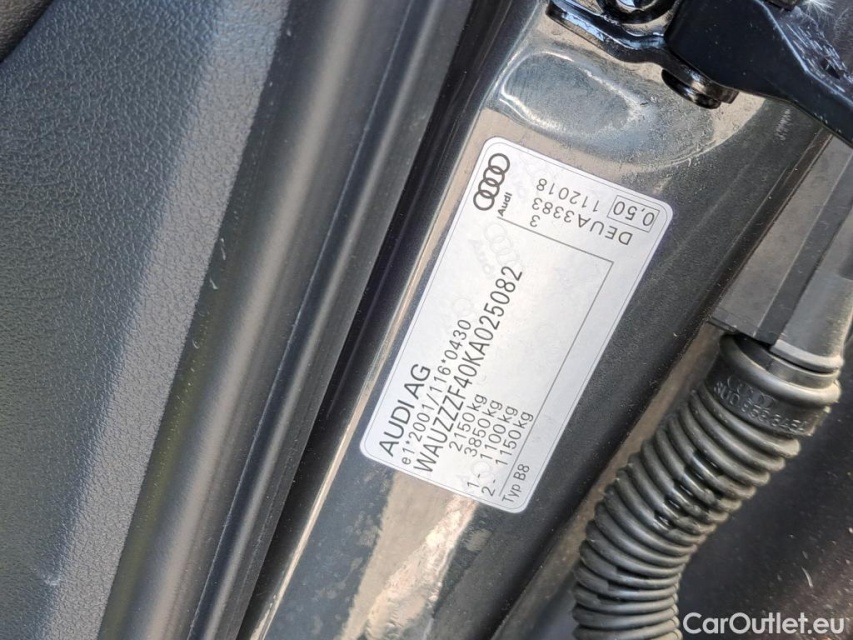 Audi
AUDI AG
e1*2001/116*0430
WAUZZZF40KA025082
2150kg
3850kg
1- 1100kg
2- 1150kg
Typ B8
3
DEUA3383
112018
0,50
CarOutlet.eu